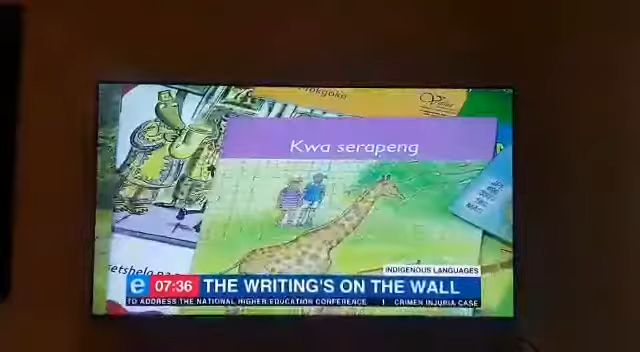 Kwa serapeng
INDIGENOUS LANGUAGES
e 07:36 THE WRITING'S ON THE WALL
TO ADDRESS THE NATIONAL HIGHER EDUCATION CONFERENCE | CRIMEN INJURIA CASE